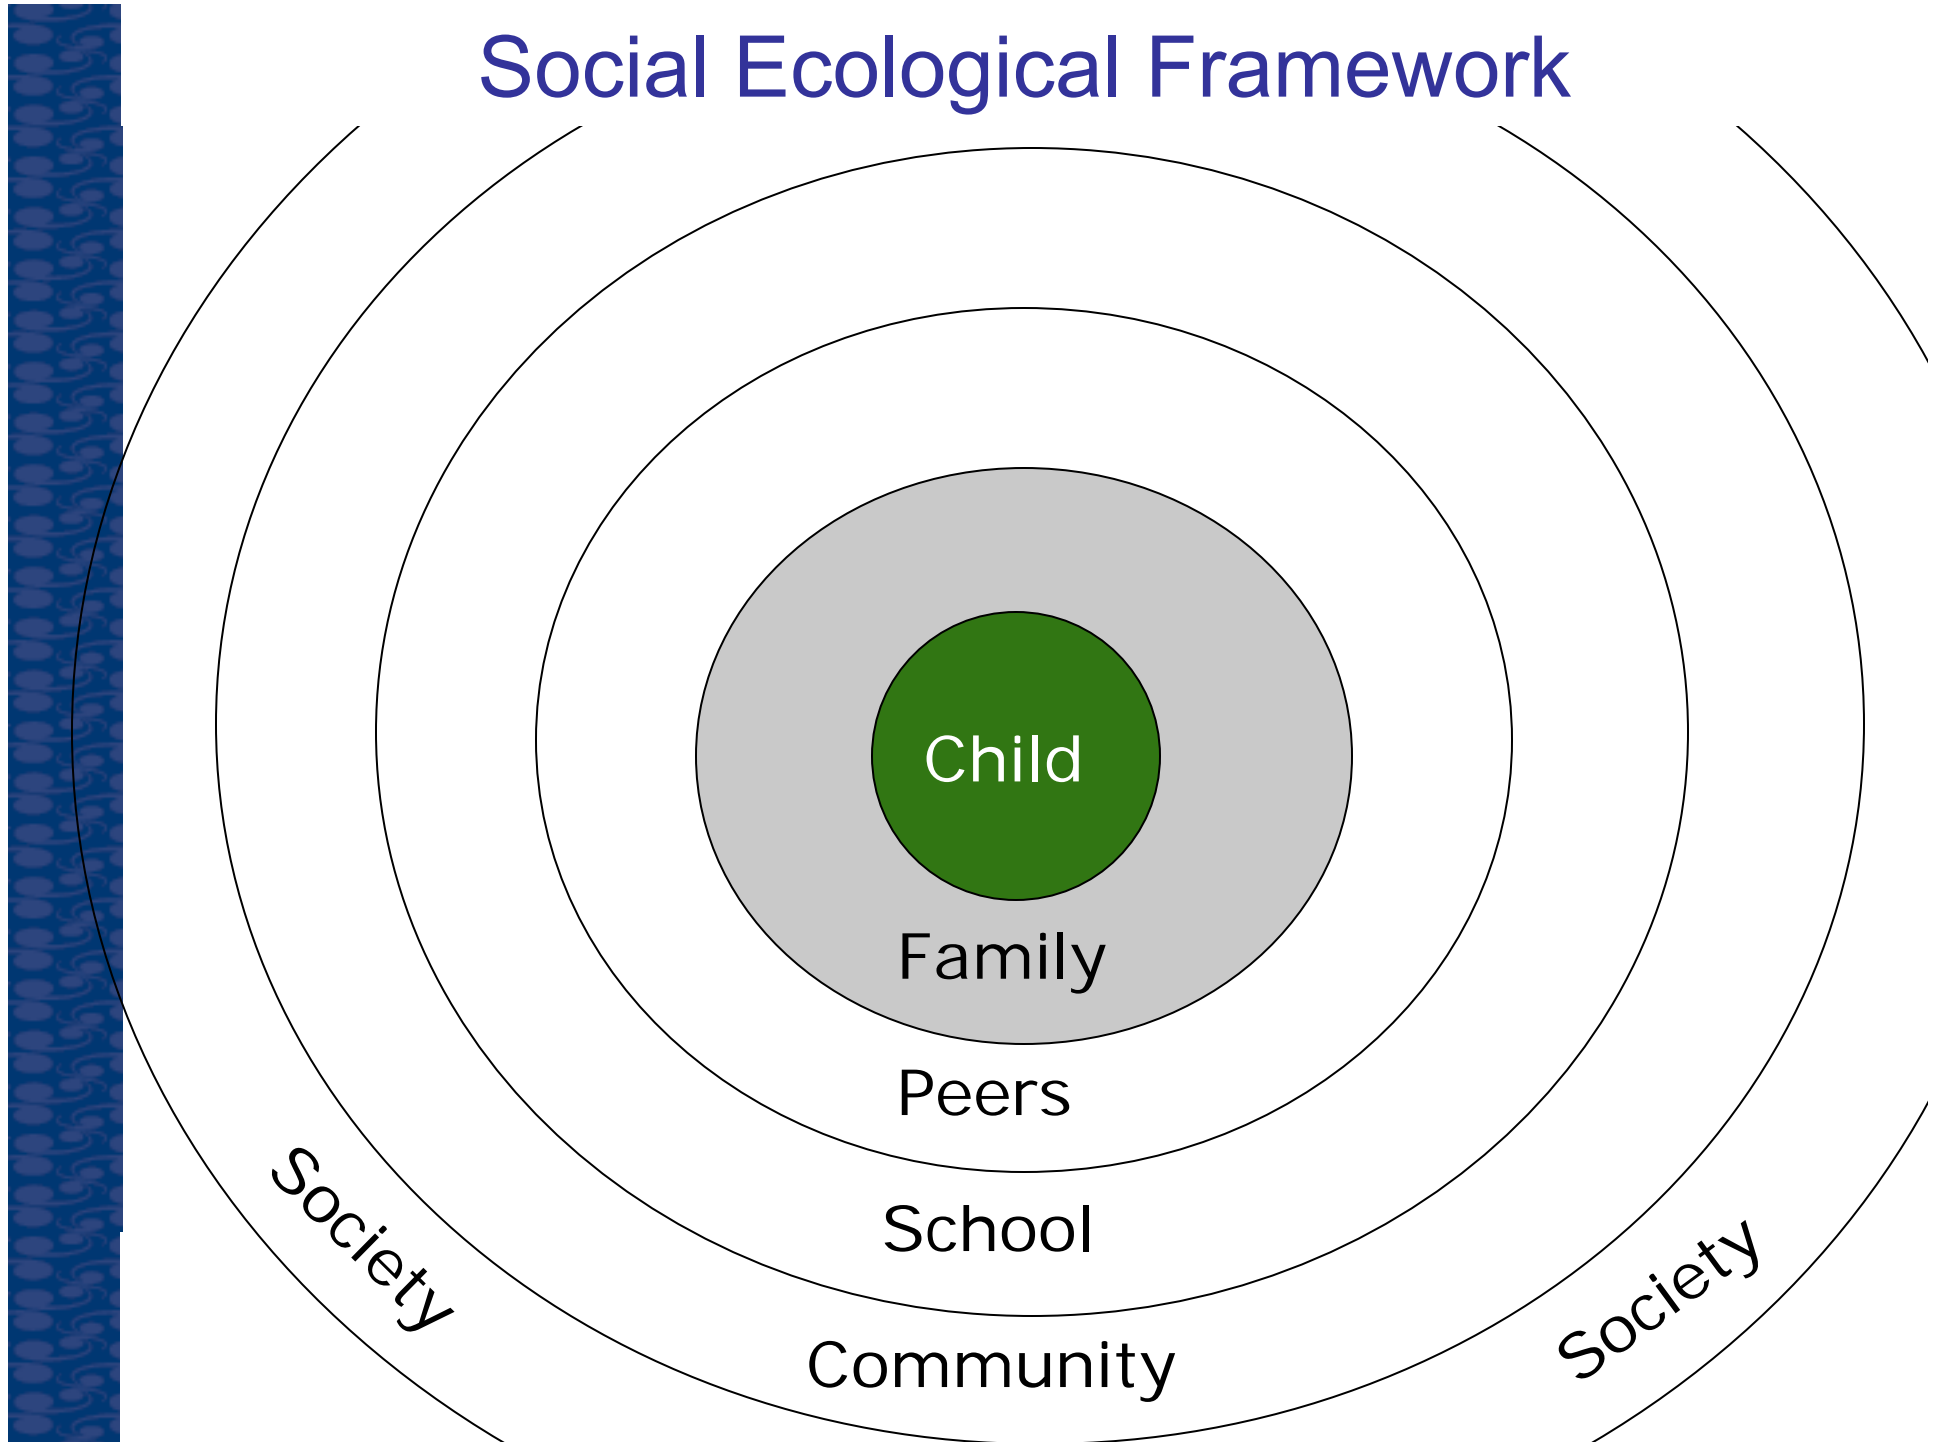 Social Ecological Framework
Child
Family
Peers
School
Community
Society
Society